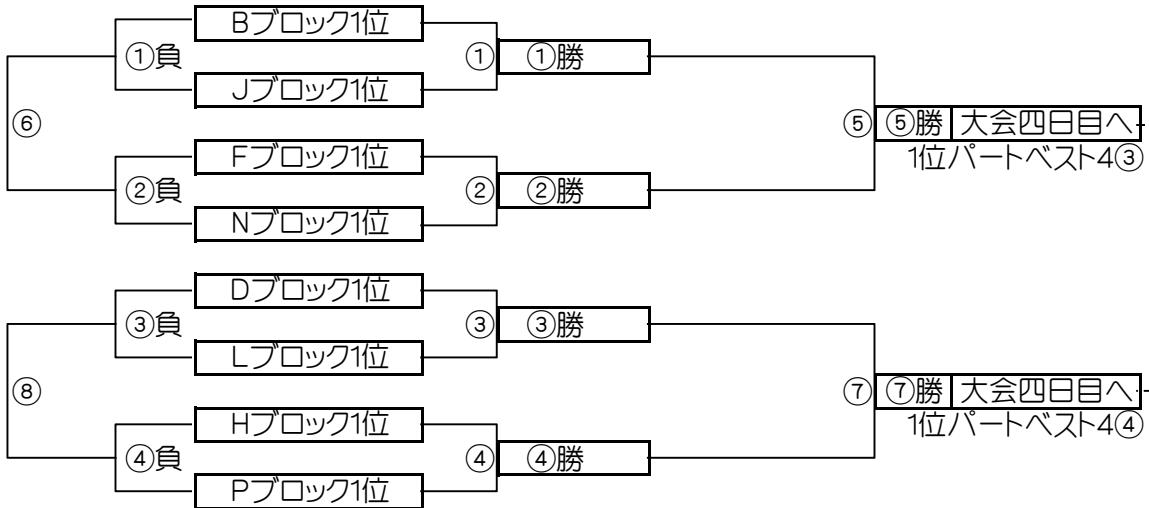 Bブロック1位
①負 ① ①勝
Jブロック1位
⑥ ⑤ ⑤勝 大会四日目へ
Fブロック1位 1位パートベスト4③
②負 ② ②勝
Nブロック1位
Dブロック1位
③負 ③ ③勝
Lブロック1位
⑧ ⑦ ⑦勝 大会四日目へ
Hブロック1位 1位パートベスト4④
④負 ④ ④勝
Pブロック1位